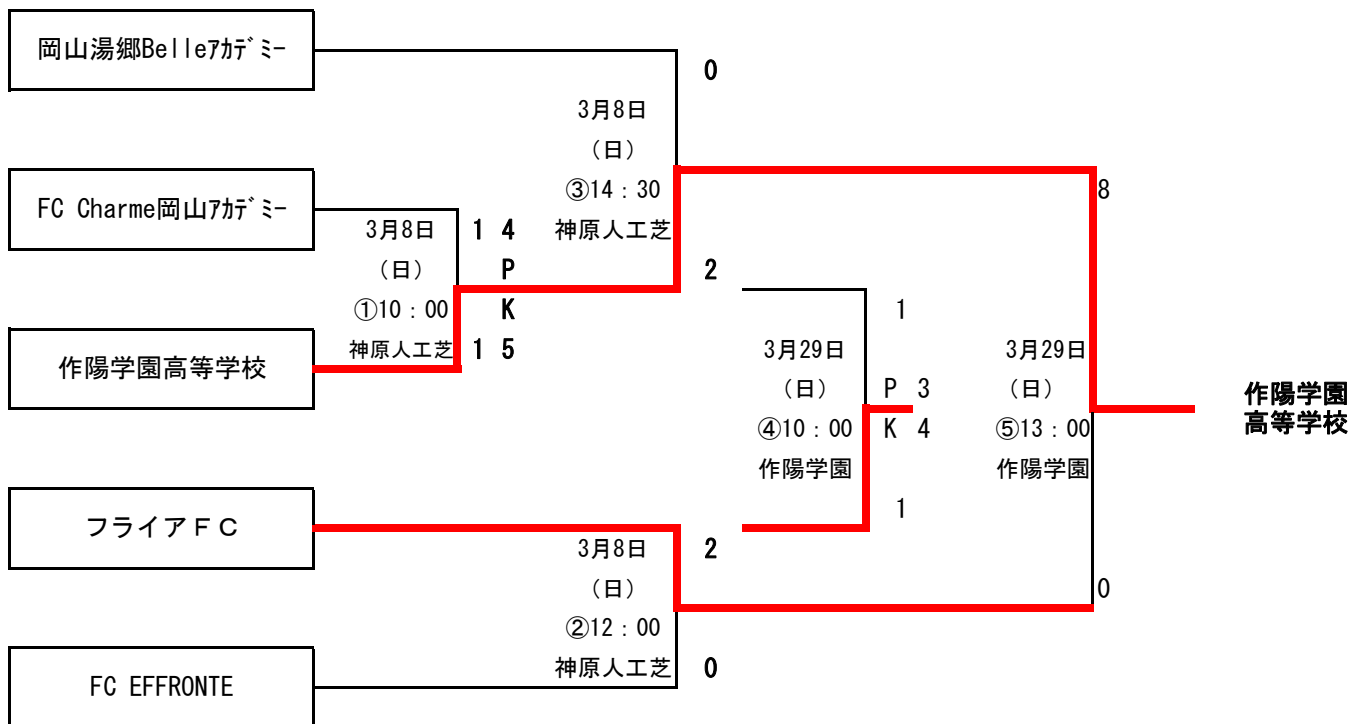 岡山湯郷Belleｱｶﾃﾞﾐｰ
0
3月8日
（日）
③14：30
神原人工芝
FC Charme岡山ｱｶﾃﾞﾐｰ
3月8日
（日）
①10：00
神原人工芝
1 4
P
K
1 5
2
8
作陽学園高等学校
1
3月29日
（日）
④10：00
作陽学園
P 3
K 4
1
3月29日
（日）
⑤13：00
作陽学園
作陽学園
高等学校
フライアＦＣ
2
3月8日
（日）
②12：00
神原人工芝
0
0
FC EFFRONTE